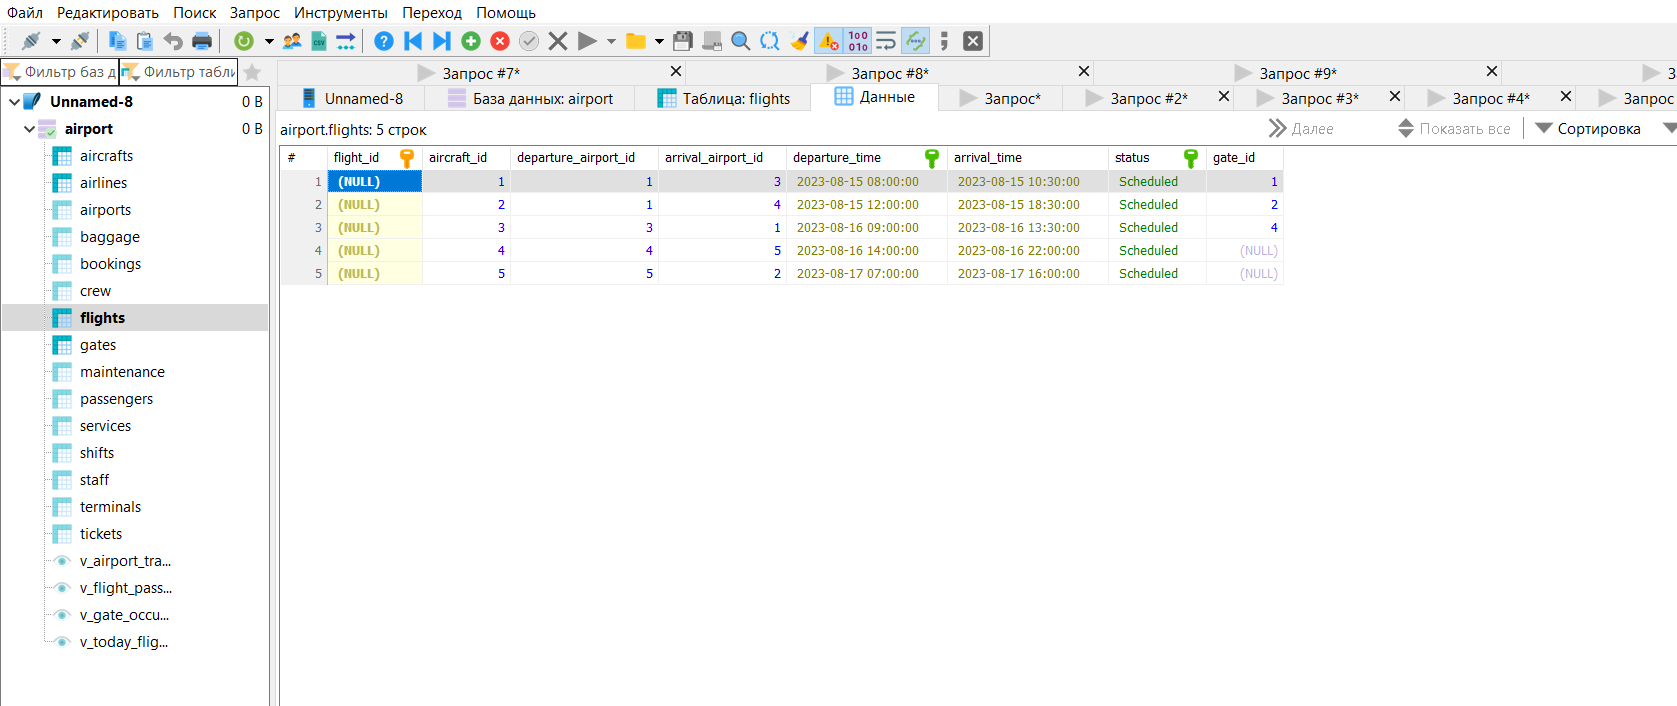 Файл Редактировать Поиск Запрос Инструменты Переход Помощь
Фильтр баз д Фильтр табли
Запрос #7* Запрос #8* Запрос #9* З
Unnamed-8 База данных: airport Таблица: flights Данные Запрос* Запрос #2* Запрос #3* Запрос #4* Запрос
Unnamed-8 0 B
airport 0 B
aircrafts
airlines
airports
baggage
bookings
crew
flights
gates
maintenance
passengers
services
shifts
staff
terminals
tickets
v_airport_tra...
v_flight_pass...
v_gate_occu...
v_today_flig...
airport.flights: 5 строк Далее Показать все Сортировка
# flight_id aircraft_id departure_airport_id arrival_airport_id departure_time arrival_time status gate_id
1 (NULL) 1 1 3 2023-08-15 08:00:00 2023-08-15 10:30:00 Scheduled 1
2 (NULL) 2 1 4 2023-08-15 12:00:00 2023-08-15 18:30:00 Scheduled 2
3 (NULL) 3 3 1 2023-08-16 09:00:00 2023-08-16 13:30:00 Scheduled 4
4 (NULL) 4 4 5 2023-08-16 14:00:00 2023-08-16 22:00:00 Scheduled (NULL)
5 (NULL) 5 5 2 2023-08-17 07:00:00 2023-08-17 16:00:00 Scheduled (NULL)